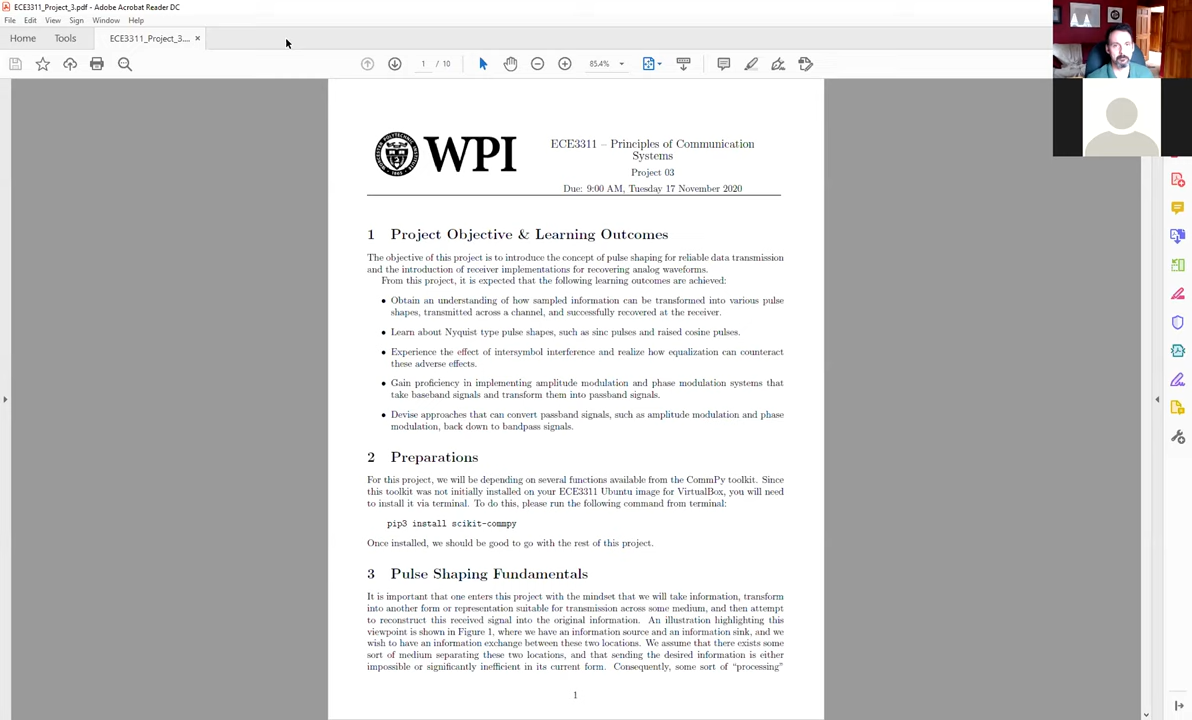 ECE3311_Project_3.pdf - Adobe Acrobat Reader DC
File Edit View Sign Window Help
Home Tools ECE3311_Project_3.... ×
1 / 10 85.4%
WPI
ECE3311 – Principles of Communication
Systems
Project 03
Due: 9:00 AM, Tuesday 17 November 2020
1 Project Objective & Learning Outcomes
The objective of this project is to introduce the concept of pulse shaping for reliable data transmission
and the introduction of receiver implementations for recovering analog waveforms.
From this project, it is expected that the following learning outcomes are achieved:
• Obtain an understanding of how sampled information can be transformed into various pulse
shapes, transmitted across a channel, and successfully recovered at the receiver.
• Learn about Nyquist type pulse shapes, such as sinc pulses and raised cosine pulses.
• Experience the effect of intersymbol interference and realize how equalization can counteract
these adverse effects.
• Gain proficiency in implementing amplitude modulation and phase modulation systems that
take baseband signals and transform them into passband signals.
• Devise approaches that can convert passband signals, such as amplitude modulation and phase
modulation, back down to bandpass signals.
2 Preparations
For this project, we will be depending on several functions available from the CommPy toolkit. Since
this toolkit was not initially installed on your ECE3311 Ubuntu image for VirtualBox, you will need
to install it via terminal. To do this, please run the following command from terminal:
pip3 install scikit-commpy
Once installed, we should be good to go with the rest of this project.
3 Pulse Shaping Fundamentals
It is important that one enters this project with the mindset that we will take information, transform
into another form or representation suitable for transmission across some medium, and then attempt
to reconstruct this received signal into the original information. An illustration highlighting this
viewpoint is shown in Figure 1, where we have an information source and an information sink, and we
wish to have an information exchange between these two locations. We assume that there exists some
sort of medium separating these two locations, and that sending the desired information is either
impossible or significantly inefficient in its current form. Consequently, some sort of “processing”
1